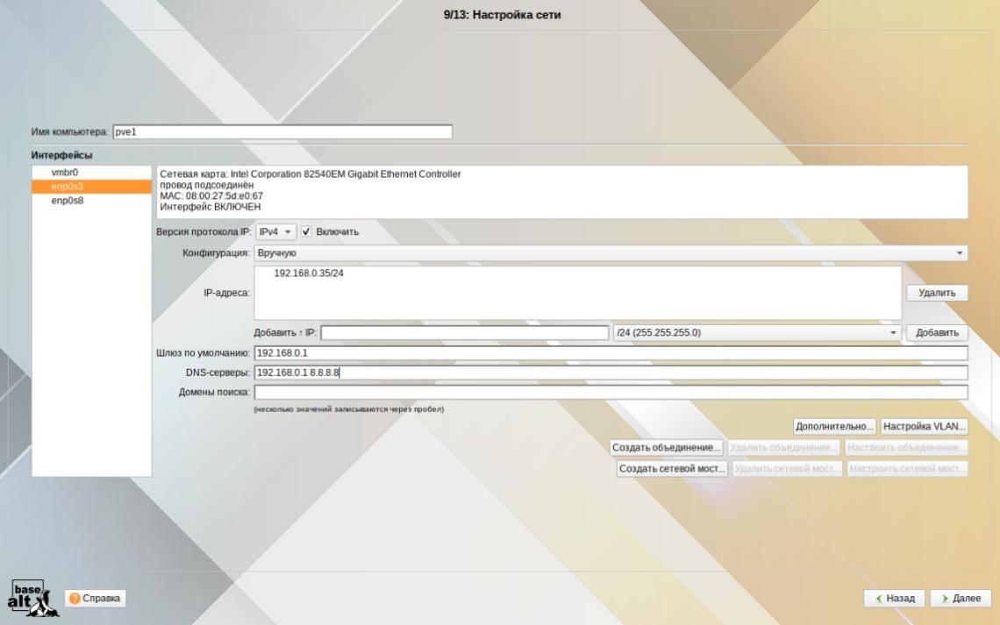 9/13: Настройка сети
Имя компьютера: pve1
Интерфейсы
vmbr0
enp0s3
enp0s8
Сетевая карта: Intel Corporation 82540EM Gigabit Ethernet Controller
провод подсоединён
MAC: 08:00:27:5d:e0:67
Интерфейс ВКЛЮЧЕН
Версия протокола IP: IPv4 Включить
Конфигурация: Вручную
192.168.0.35/24
IP-адреса: Удалить
Добавить ↑ IP: /24 (255.255.255.0) Добавить
Шлюз по умолчанию: 192.168.0.1
DNS-серверы: 192.168.0.1 8.8.8.8
Домены поиска:
(несколько значений записываются через пробел)
Дополнительно... Настройка VLAN...
Создать объединение... Удалить объединение... Настроить объединение...
Создать сетевой мост... Удалить сетевой мост... Настроить сетевой мост...
base
alt
Справка Назад Далее